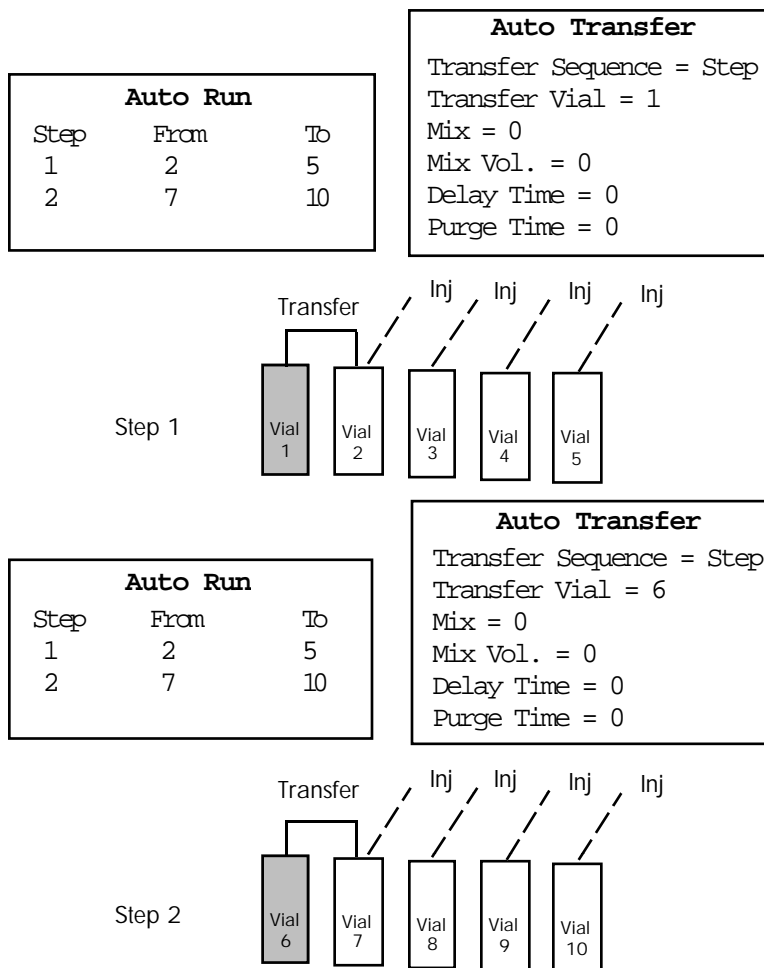 Auto Transfer
Transfer Sequence = Step
Transfer Vial = 1
Mix = 0
Mix Vol. = 0
Delay Time = 0
Purge Time = 0
Auto Run
Step From To
1 2 5
2 7 10
Transfer Inj Inj Inj Inj
Step 1
Vial 1
Vial 2
Vial 3
Vial 4
Vial 5
Auto Transfer
Transfer Sequence = Step
Transfer Vial = 6
Mix = 0
Mix Vol. = 0
Delay Time = 0
Purge Time = 0
Auto Run
Step From To
1 2 5
2 7 10
Transfer Inj Inj Inj Inj
Step 2
Vial 6
Vial 7
Vial 8
Vial 9
Vial 10